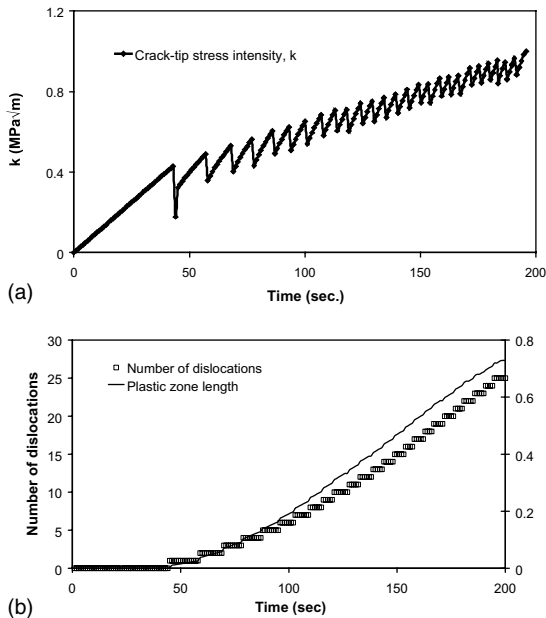 1.2
0.8
0.4
0
k (MPa√m)
Crack-tip stress intensity, k
0 50 100 150 200
Time (sec.)
(a)
30
25
20
15
10
5
0
Number of dislocations
Number of dislocations
Plastic zone length
0.8
0.6
0.4
0.2
0
0 50 100 150 200
Time (sec)
(b)